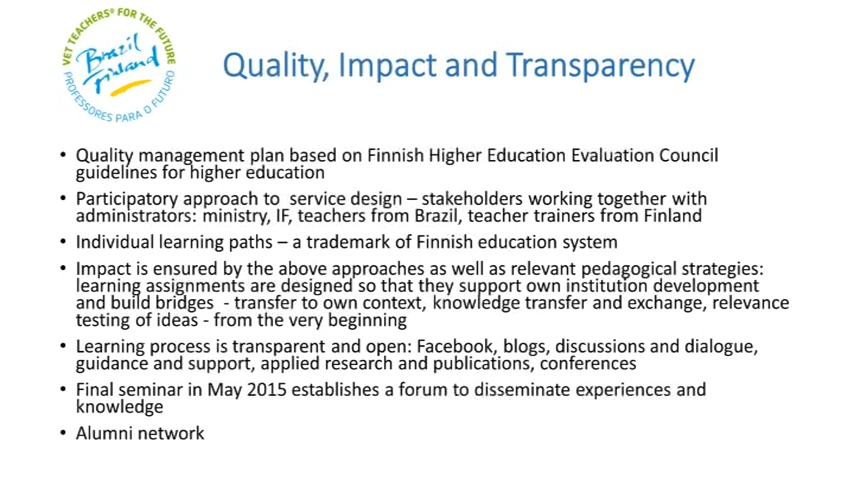 VET TEACHERS® FOR THE FUTURE
Brazil
Finland
PROFESSORES PARA O FUTURO
Quality, Impact and Transparency
• Quality management plan based on Finnish Higher Education Evaluation Council
guidelines for higher education
• Participatory approach to  service design – stakeholders working together with
administrators: ministry, IF, teachers from Brazil, teacher trainers from Finland
• Individual learning paths – a trademark of Finnish education system
• Impact is ensured by the above approaches as well as relevant pedagogical strategies:
learning assignments are designed so that they support own institution development
and build bridges  - transfer to own context, knowledge transfer and exchange, relevance
testing of ideas - from the very beginning
• Learning process is transparent and open: Facebook, blogs, discussions and dialogue,
guidance and support, applied research and publications, conferences
• Final seminar in May 2015 establishes a forum to disseminate experiences and
knowledge
• Alumni network